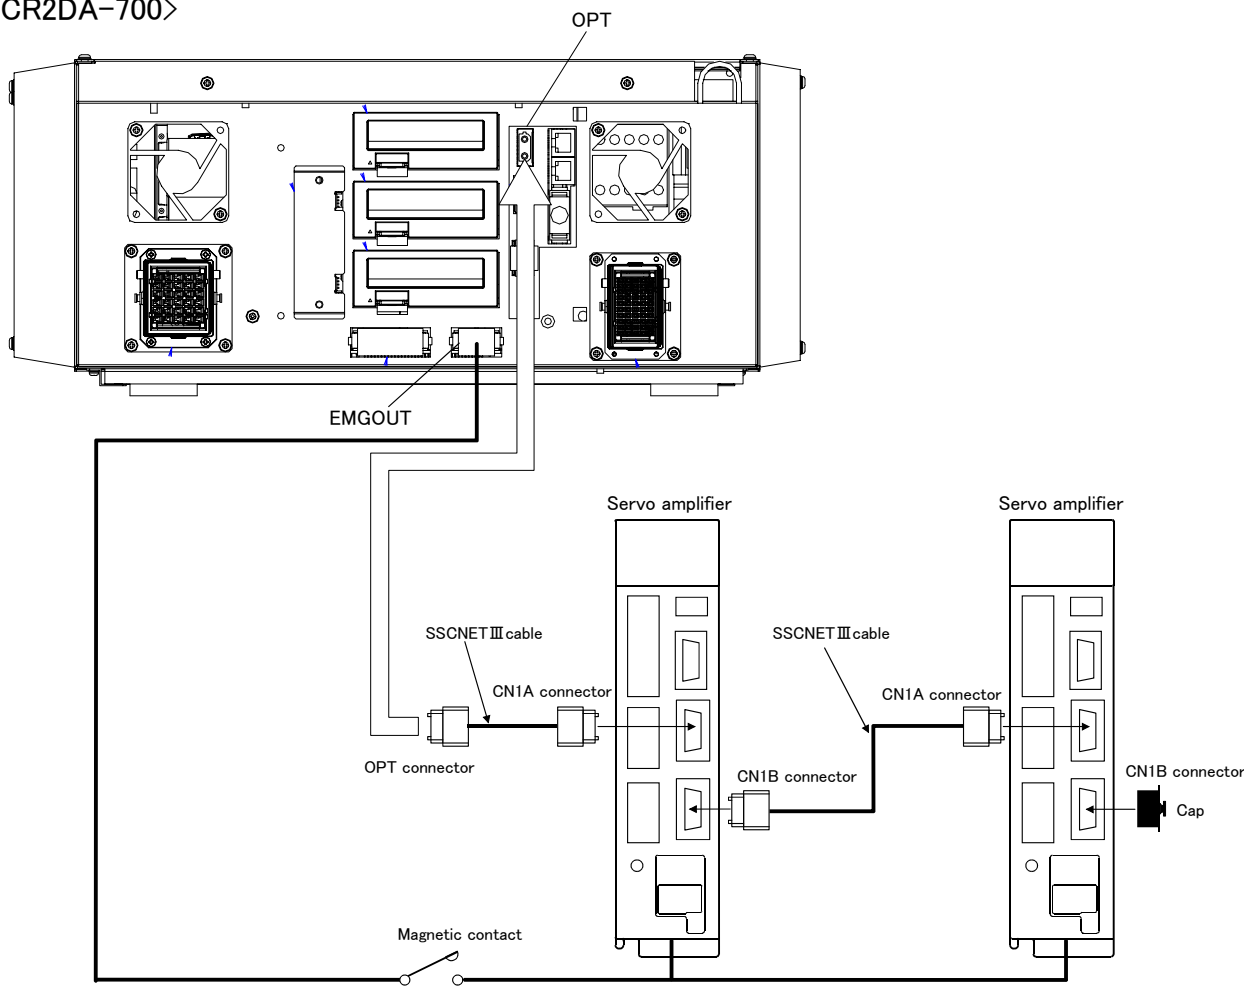 CR2DA-700>
OPT
EMGOUT
Servo amplifier
Servo amplifier
SSCNETⅢcable
SSCNETⅢcable
CN1A connector
CN1A connector
OPT connector
CN1B connector
CN1B connector
Cap
Magnetic contact